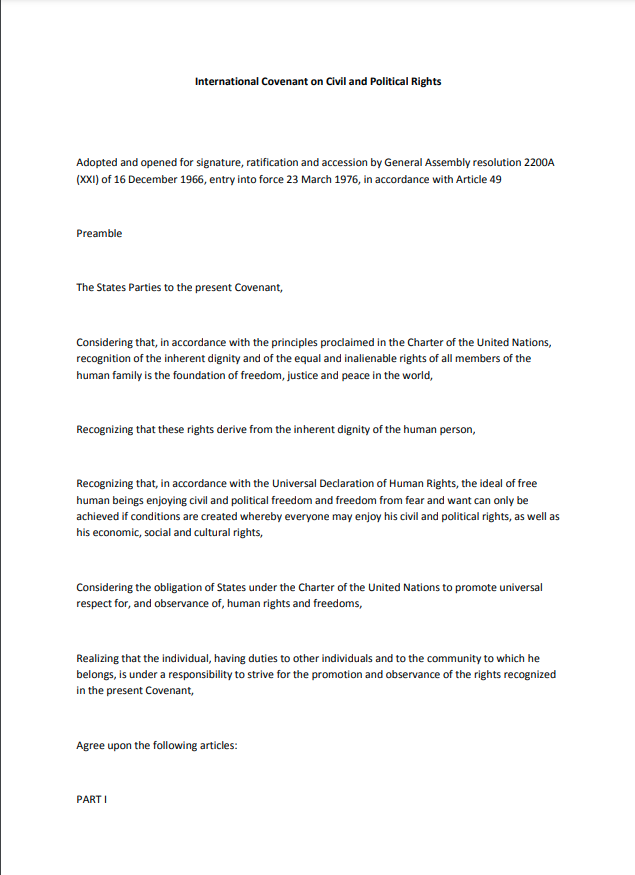 International Covenant on Civil and Political Rights
Adopted and opened for signature, ratification and accession by General Assembly resolution 2200A
(XXI) of 16 December 1966, entry into force 23 March 1976, in accordance with Article 49
Preamble
The States Parties to the present Covenant,
Considering that, in accordance with the principles proclaimed in the Charter of the United Nations,
recognition of the inherent dignity and of the equal and inalienable rights of all members of the
human family is the foundation of freedom, justice and peace in the world,
Recognizing that these rights derive from the inherent dignity of the human person,
Recognizing that, in accordance with the Universal Declaration of Human Rights, the ideal of free
human beings enjoying civil and political freedom and freedom from fear and want can only be
achieved if conditions are created whereby everyone may enjoy his civil and political rights, as well as
his economic, social and cultural rights,
Considering the obligation of States under the Charter of the United Nations to promote universal
respect for, and observance of, human rights and freedoms,
Realizing that the individual, having duties to other individuals and to the community to which he
belongs, is under a responsibility to strive for the promotion and observance of the rights recognized
in the present Covenant,
Agree upon the following articles:
PART I